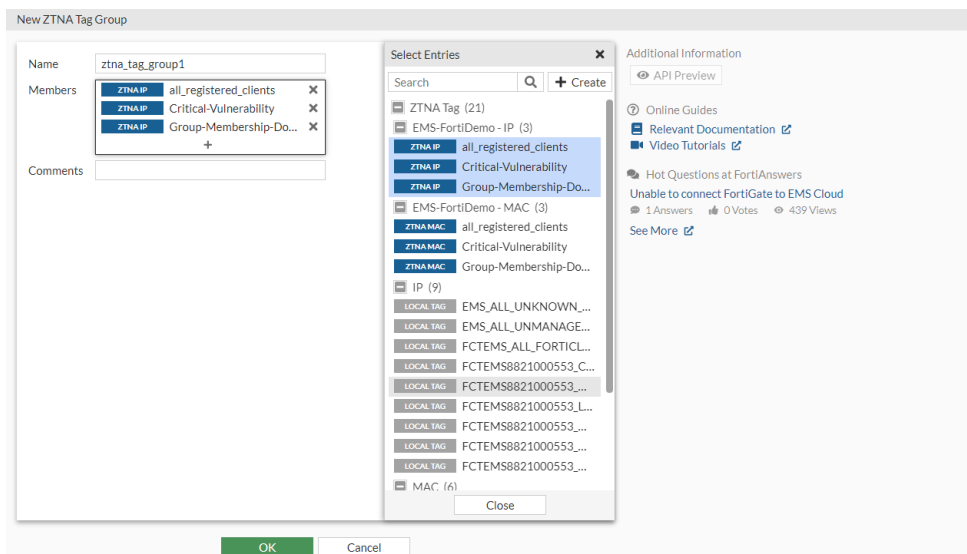 New ZTNA Tag Group
Name ztna_tag_group1
Members ZTNA IP all_registered_clients
ZTNA IP Critical-Vulnerability
ZTNA IP Group-Membership-Do...
Comments
Select Entries
Search + Create
ZTNA Tag (21)
EMS-FortiDemo - IP (3)
ZTNA IP all_registered_clients
ZTNA IP Critical-Vulnerability
ZTNA IP Group-Membership-Do...
EMS-FortiDemo - MAC (3)
ZTNA MAC all_registered_clients
ZTNA MAC Critical-Vulnerability
ZTNA MAC Group-Membership-Do...
IP (9)
LOCAL TAG EMS_ALL_UNKNOWN_...
LOCAL TAG EMS_ALL_UNMANAGE...
LOCAL TAG FCTEMS_ALL_FORTICL...
LOCAL TAG FCTEMS8821000553_C...
LOCAL TAG FCTEMS8821000553_...
LOCAL TAG FCTEMS8821000553_L...
LOCAL TAG FCTEMS8821000553_...
LOCAL TAG FCTEMS8821000553_...
LOCAL TAG FCTEMS8821000553_...
MAC (6)
Close
Additional Information
API Preview
Online Guides
Relevant Documentation
Video Tutorials
Hot Questions at FortiAnswers
Unable to connect FortiGate to EMS Cloud
1 Answers 0 Votes 439 Views
See More
OK Cancel